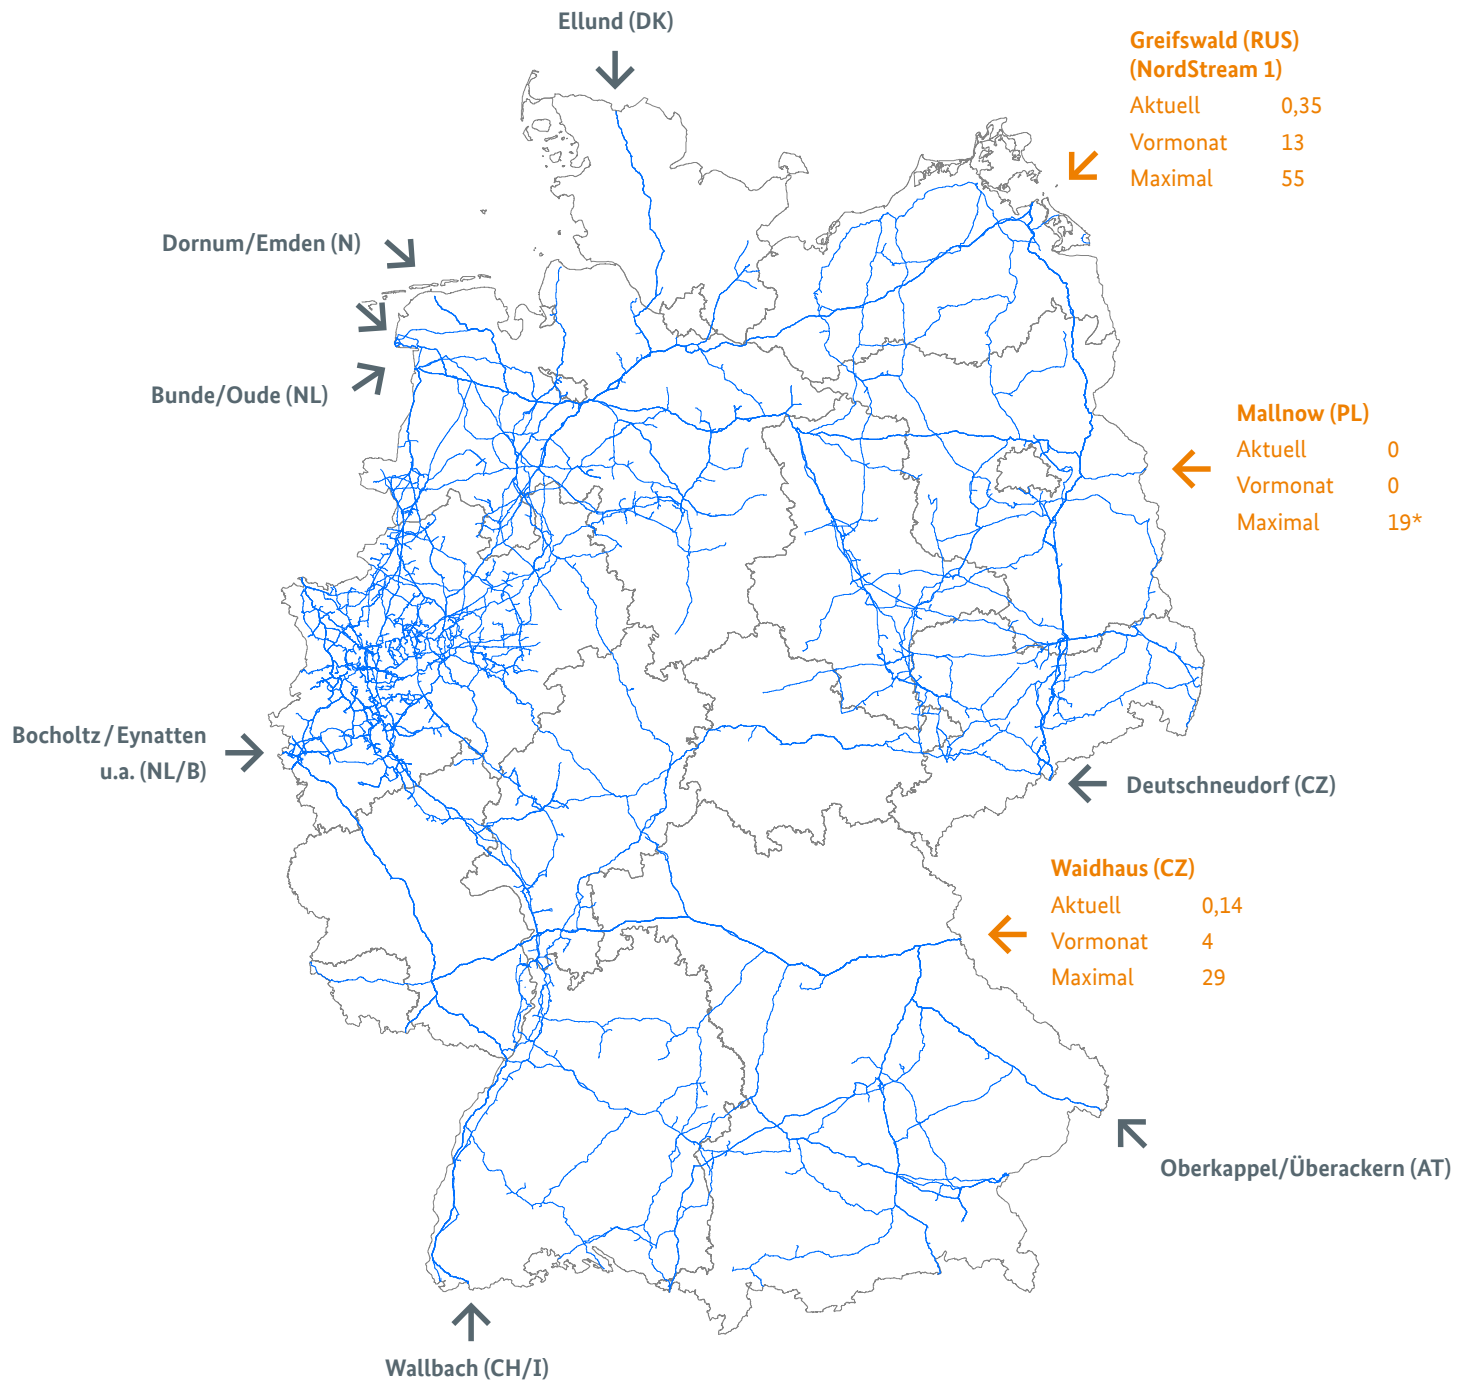 Ellund (DK)
Greifswald (RUS)
(NordStream 1)
Aktuell 0,35
Vormonat 13
Maximal 55
Dornum/Emden (N)
Bunde/Oude (NL)
Mallnow (PL)
Aktuell 0
Vormonat 0
Maximal 19*
Bocholtz / Eynatten
u.a. (NL/B)
Deutschneudorf (CZ)
Waidhaus (CZ)
Aktuell 0,14
Vormonat 4
Maximal 29
Oberkappel/Überackern (AT)
Wallbach (CH/I)